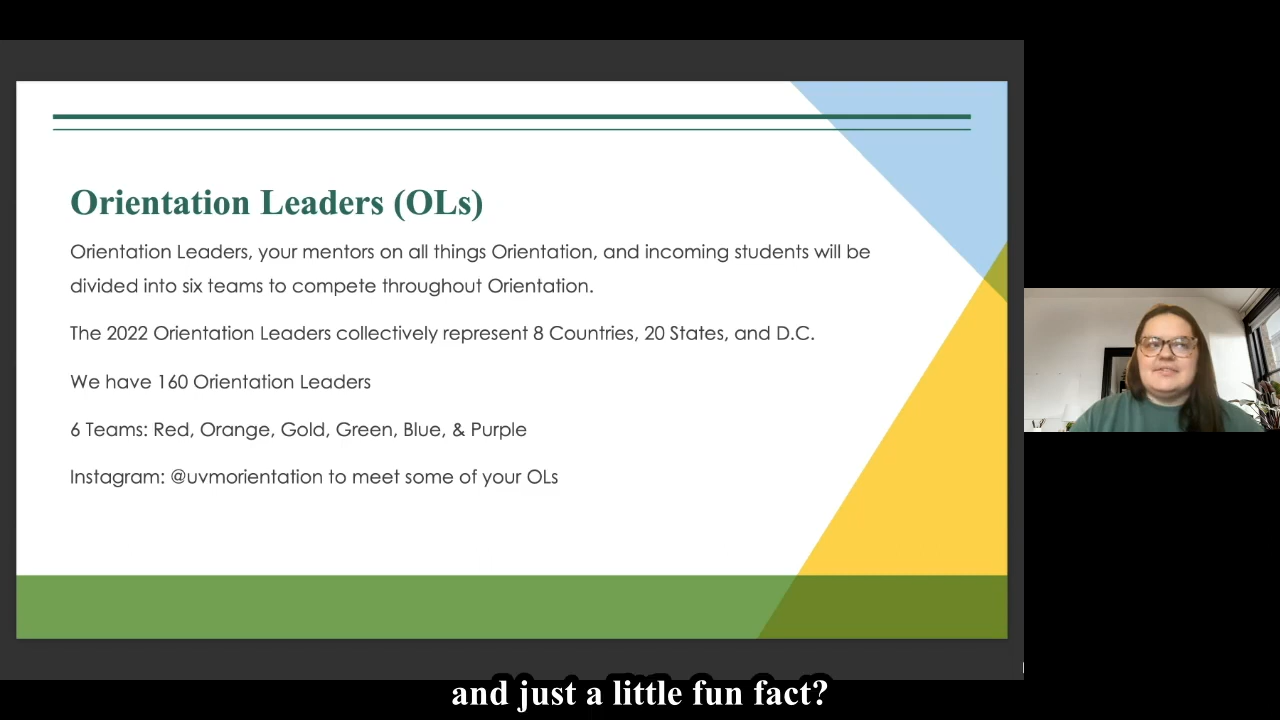 Orientation Leaders (OLs)
Orientation Leaders, your mentors on all things Orientation, and incoming students will be
divided into six teams to compete throughout Orientation.
The 2022 Orientation Leaders collectively represent 8 Countries, 20 States, and D.C.
We have 160 Orientation Leaders
6 Teams: Red, Orange, Gold, Green, Blue, & Purple
Instagram: @uvmorientation to meet some of your OLs
and just a little fun fact?